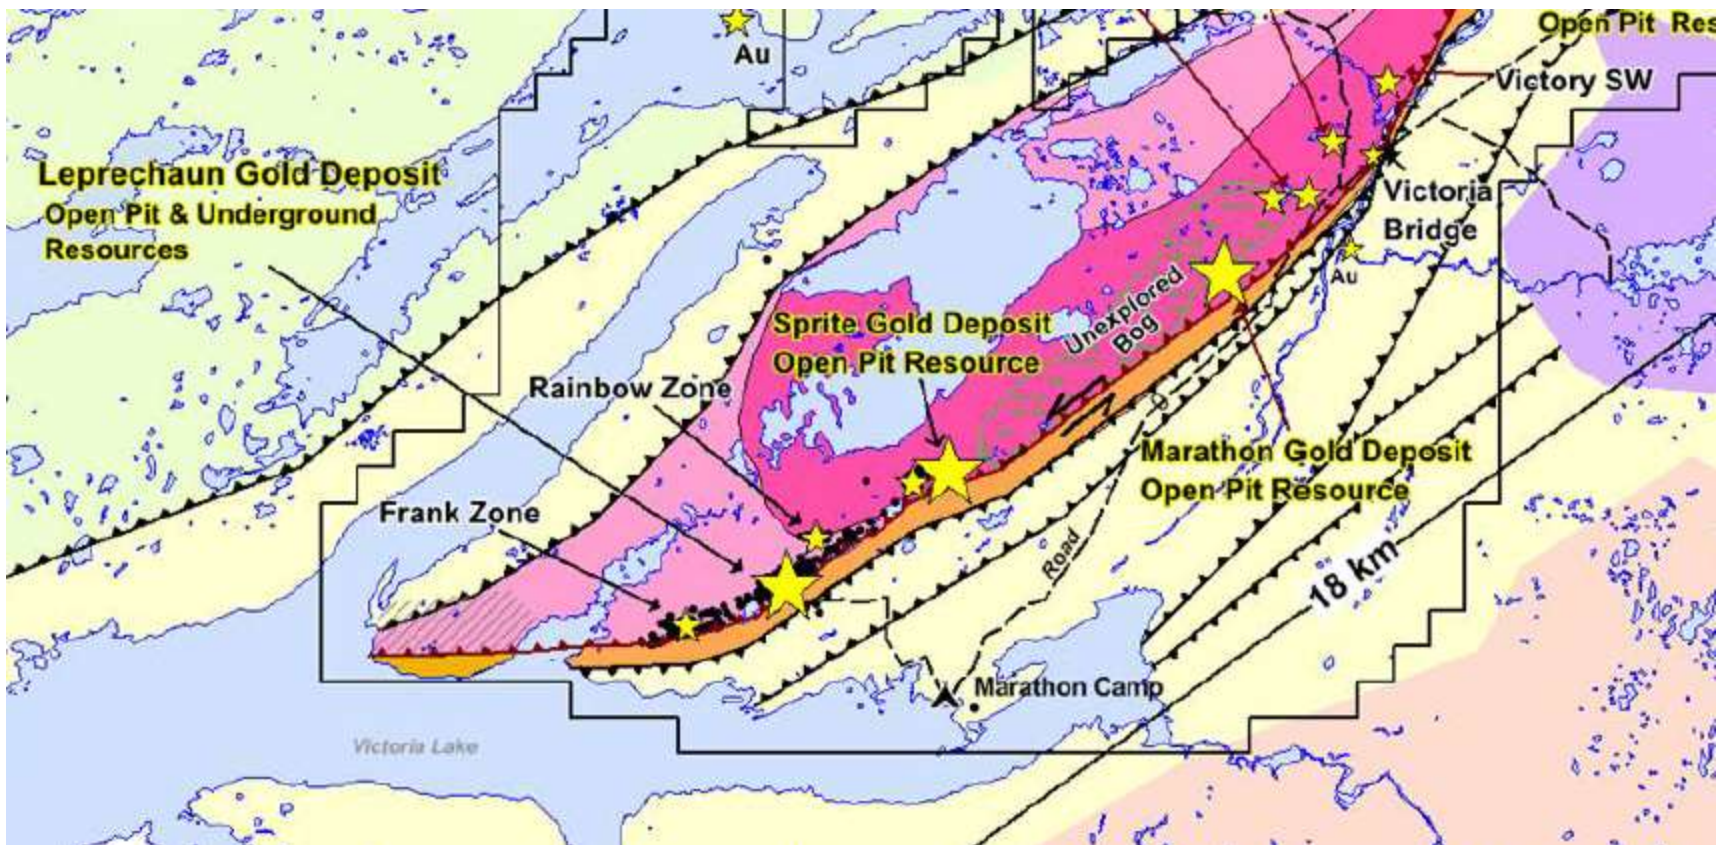 Open Pit Res
Au
Victory SW
Leprechaun Gold Deposit
Open Pit & Underground
Resources
Victoria
Bridge
Au
Unexplored
Bog
Sprite Gold Deposit
Open Pit Resource
Rainbow Zone
Marathon Gold Deposit
Open Pit Resource
Frank Zone
Road
18 km
Marathon Camp
Victoria Lake